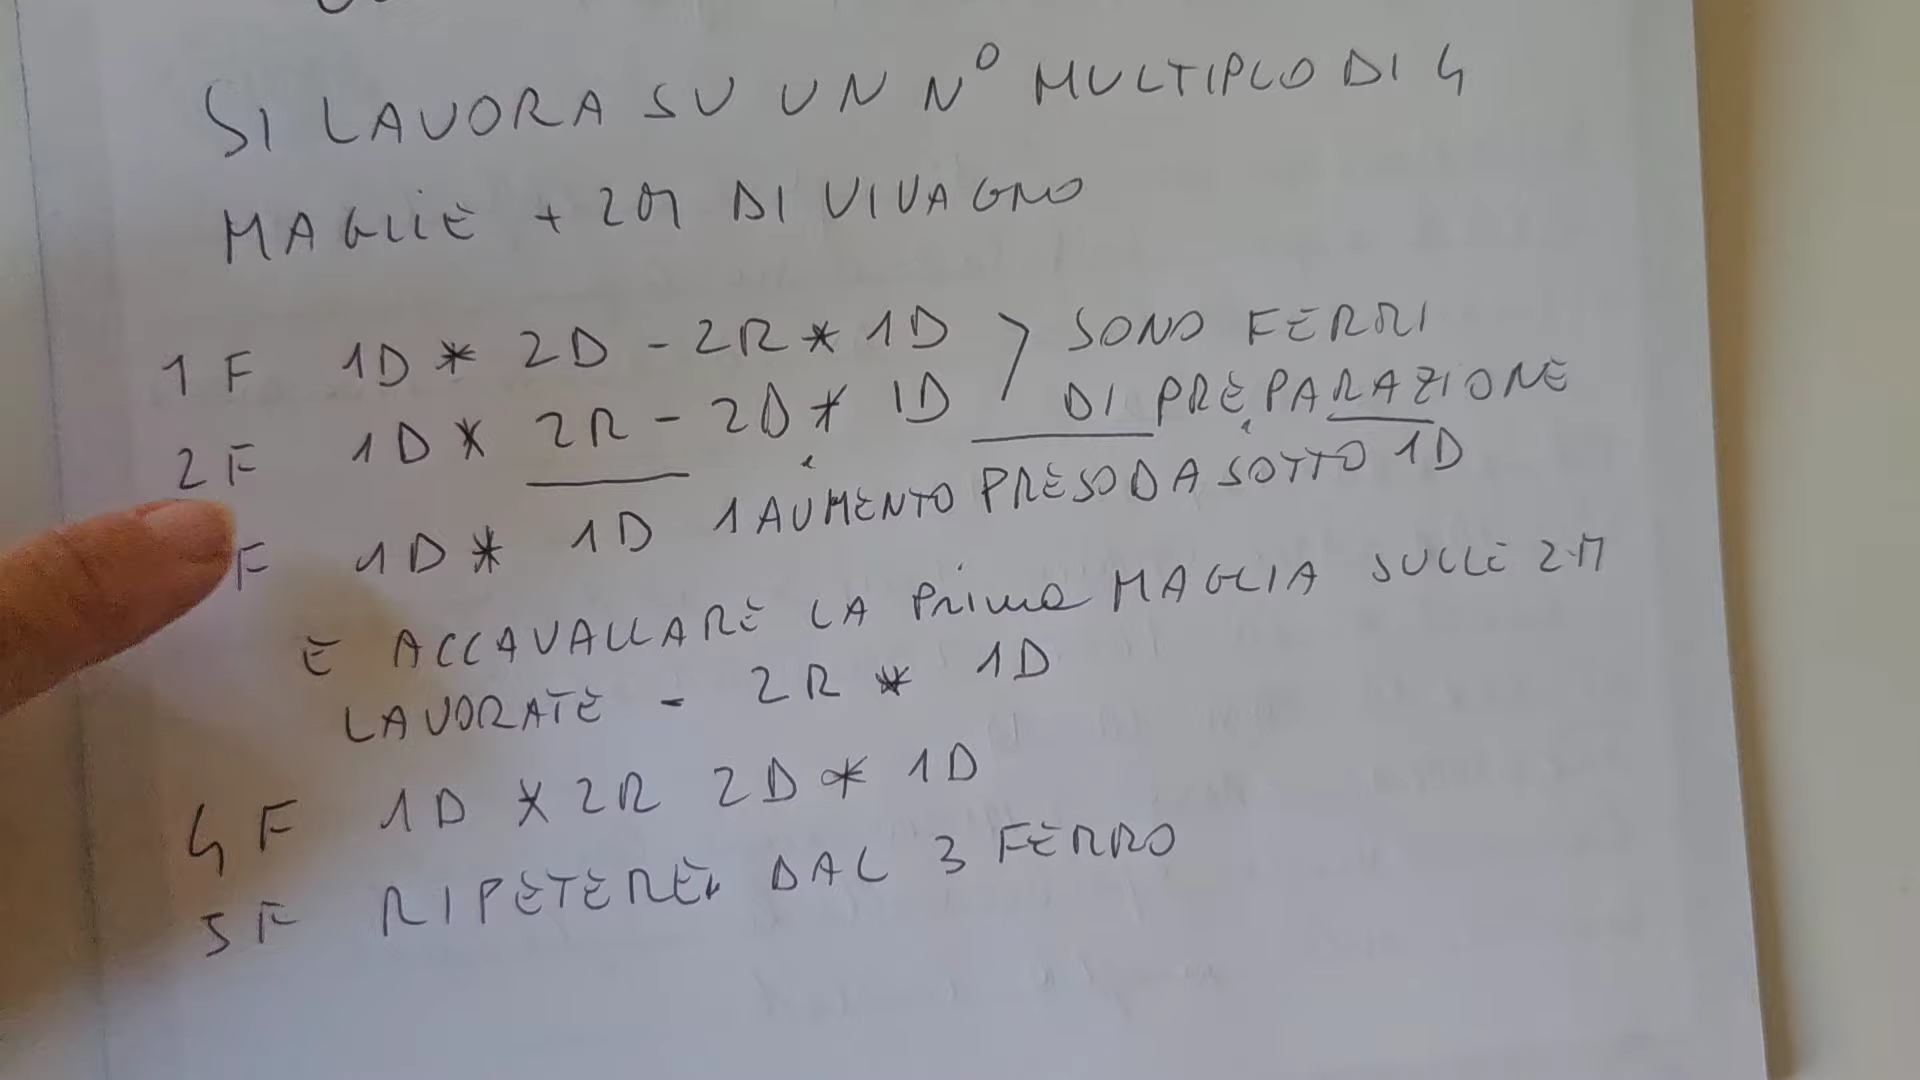 SI LAVORA SU UN N° MULTIPLO DI 4
MAGLIE + 2M DI VIVAGNO
1F 1D * 2D - 2R * 1D > SONO FERRI
2F 1D * 2R - 2D * 1D DI PREPARAZIONE
F 1D * 1D 1 AUMENTO PRESO DA SOTTO 1D
E ACCAVALLARE LA Prima MAGLIA SULLE 2M
LAVORATE - 2R * 1D
4F 1D * 2R 2D * 1D
5F RIPETERE DAL 3 FERRO